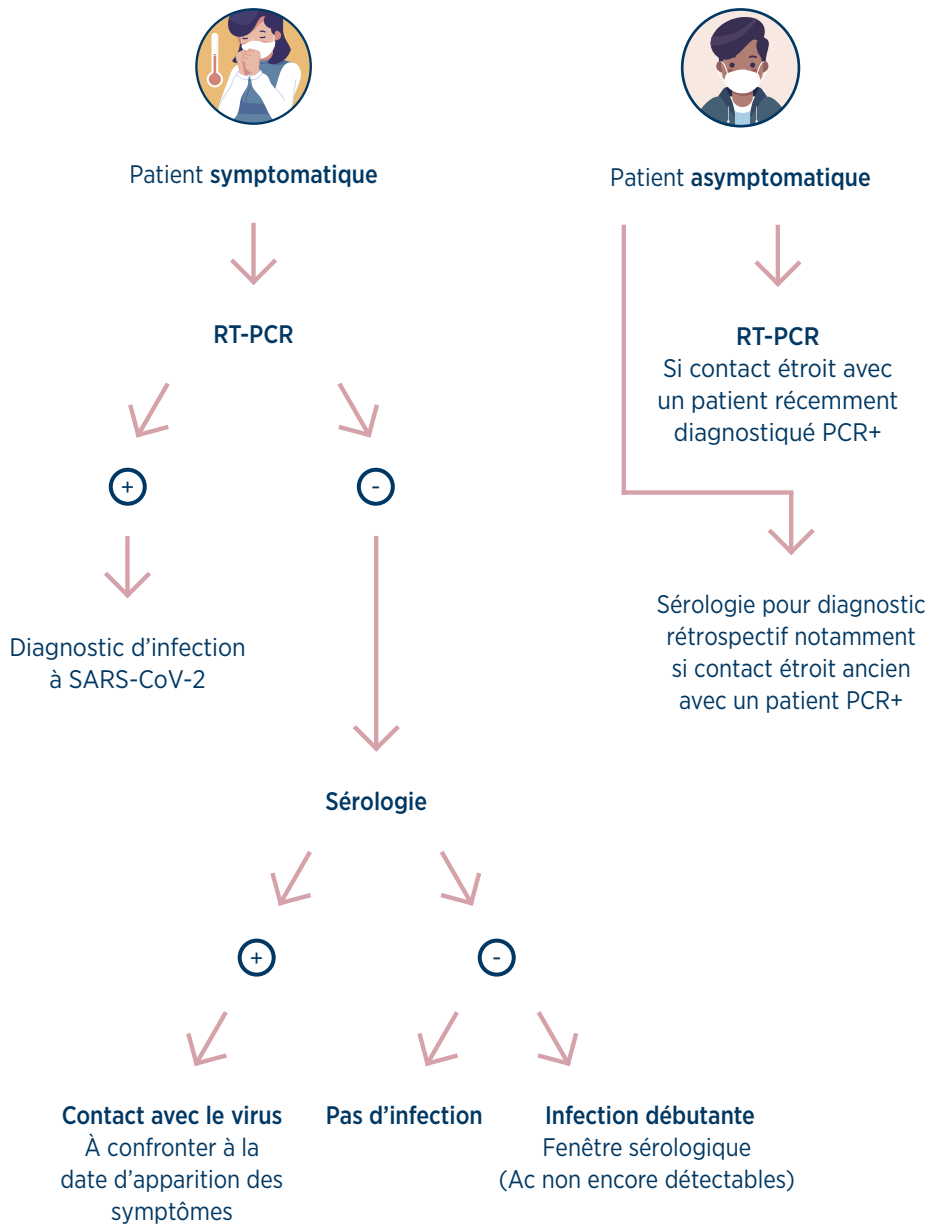 Patient symptomatique
Patient asymptomatique
RT-PCR
RT-PCR
Si contact étroit avec
un patient récemment
diagnostiqué PCR+
+
-
Diagnostic d'infection
à SARS-CoV-2
Sérologie pour diagnostic
rétrospectif notamment
si contact étroit ancien
avec un patient PCR+
Sérologie
+
-
Contact avec le virus
À confronter à la
date d'apparition des
symptômes
Pas d'infection
Infection débutante
Fenêtre sérologique
(Ac non encore détectables)